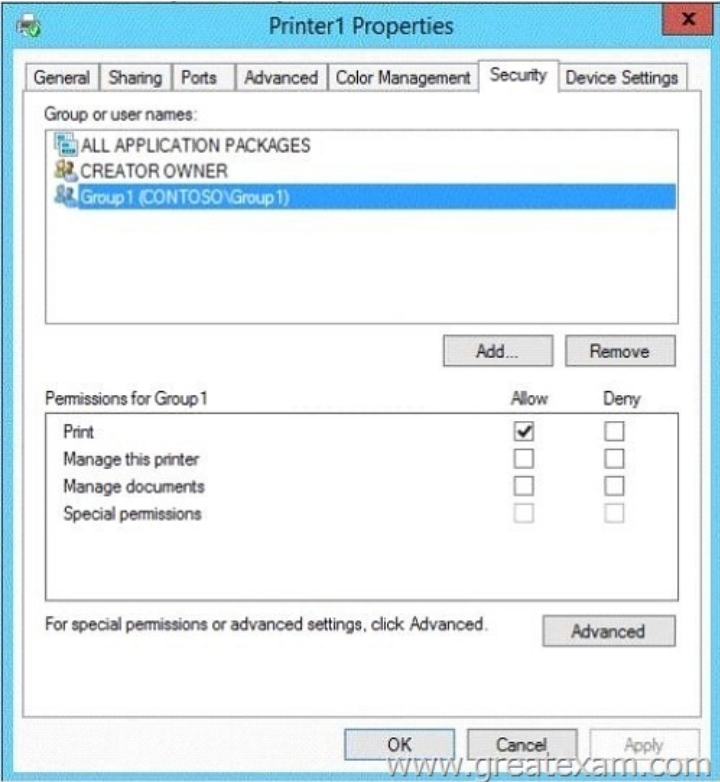 Printer1 Properties
x
General Sharing Ports Advanced Color Management Security Device Settings
Group or user names:
ALL APPLICATION PACKAGES
CREATOR OWNER
Group1 (CONTOSO\Group1)
Add... Remove
Permissions for Group1 Allow Deny
Print
Manage this printer
Manage documents
Special permissions
For special permissions or advanced settings, click Advanced. Advanced
OK Cancel Apply
www.greatexam.com